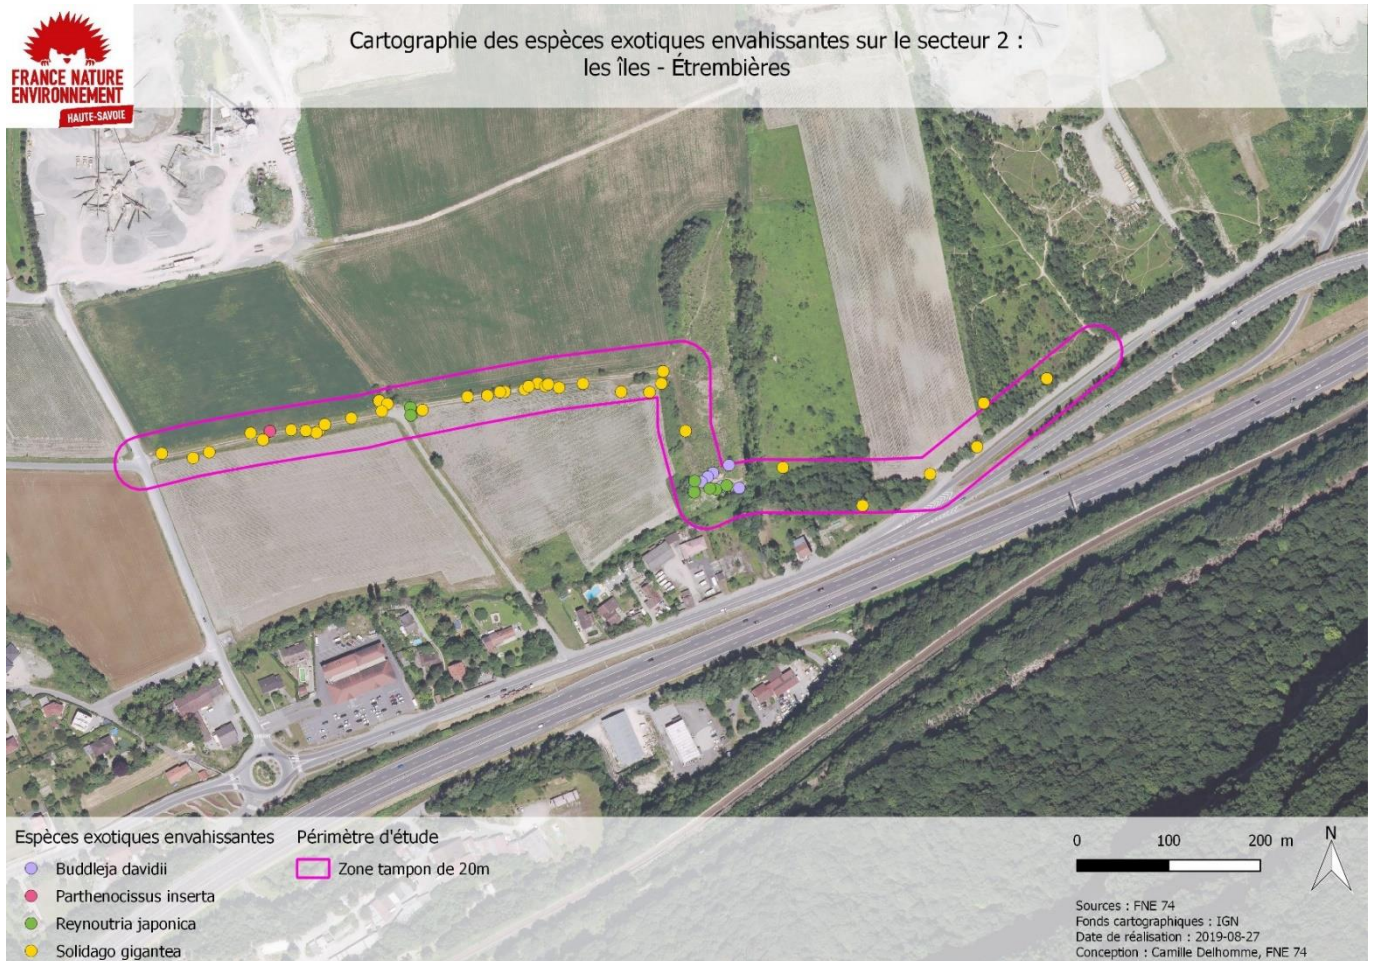 FRANCE NATURE
ENVIRONNEMENT
HAUTE-SAVOIE
Cartographie des espèces exotiques envahissantes sur le secteur 2 :
les îles - Étrembières
Espèces exotiques envahissantes
Buddleja davidii
Parthenocissus inserta
Reynoutria japonica
Solidago gigantea
Périmètre d'étude
Zone tampon de 20m
0 100 200 m
N
Sources : FNE 74
Fonds cartographiques : IGN
Date de réalisation : 2019-08-27
Conception : Camille Delhomme, FNE 74